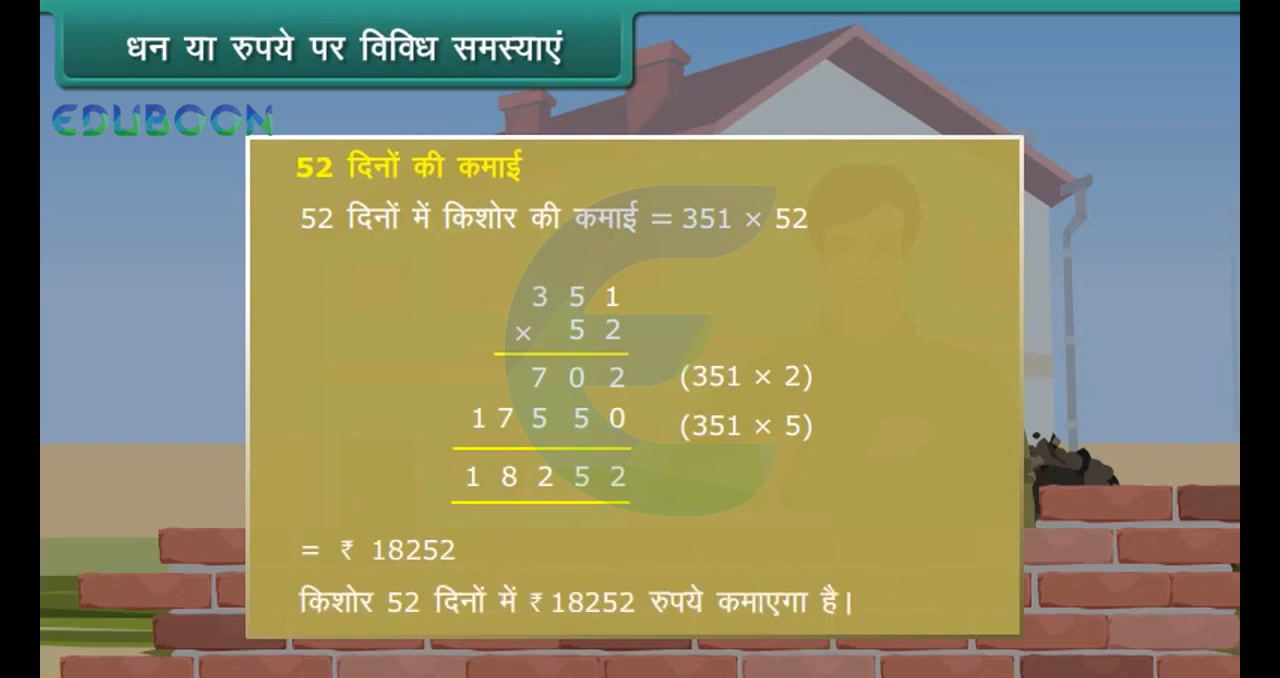 धन या रुपये पर विविध समस्याएं
EDUBOON
52 दिनों की कमाई
52 दिनों में किशोर की कमाई = 351 × 52
3 5 1
× 5 2
7 0 2 (351 × 2)
1 7 5 5 0 (351 × 5)
1 8 2 5 2
= ₹ 18252
किशोर 52 दिनों में ₹ 18252 रुपये कमाएगा है।